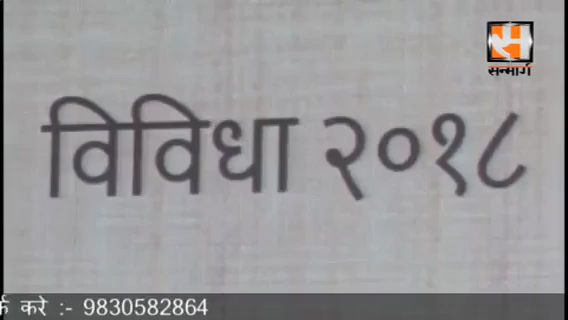 स
सन्मार्ग
विविधा २०१८
र्क करे :- 9830582864